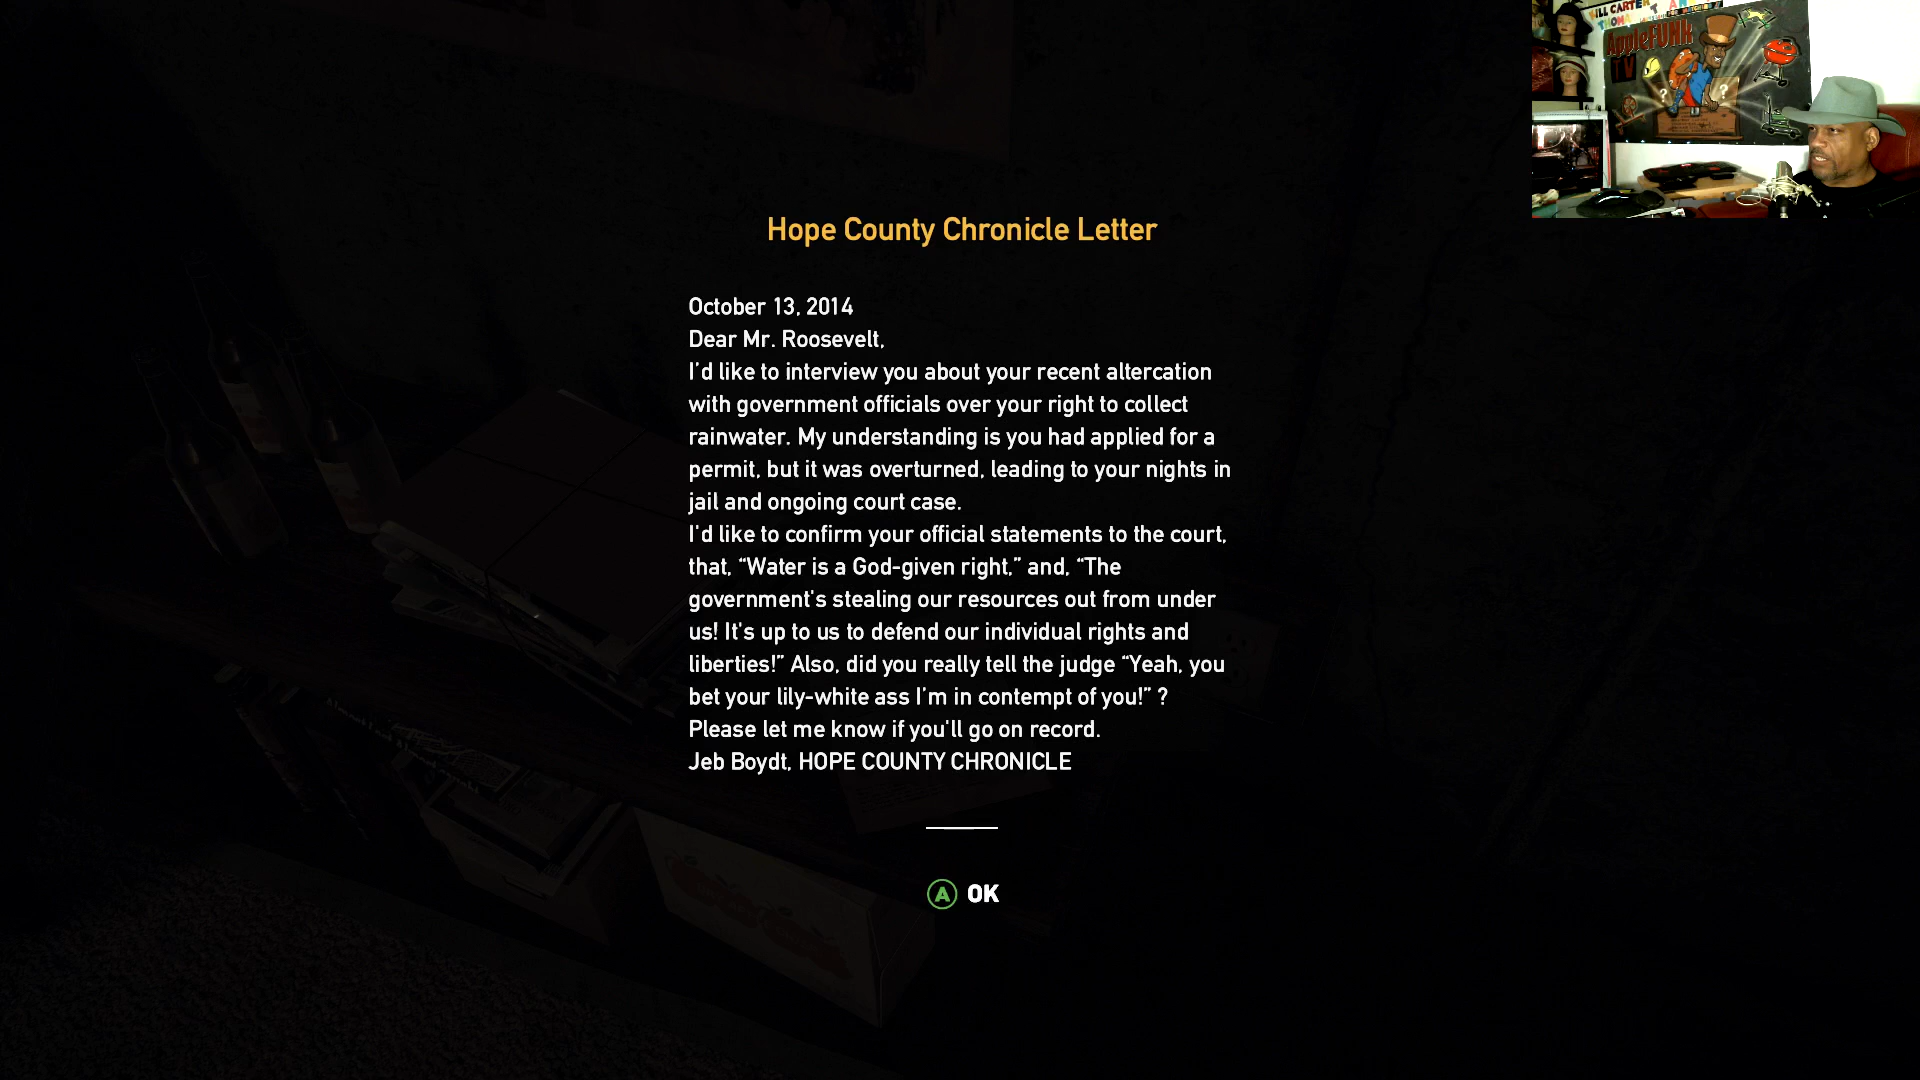 AppleFUNK
TV
Hope County Chronicle Letter
October 13, 2014
Dear Mr. Roosevelt,
I'd like to interview you about your recent altercation
with government officials over your right to collect
rainwater. My understanding is you had applied for a
permit, but it was overturned, leading to your nights in
jail and ongoing court case.
I'd like to confirm your official statements to the court,
that, “Water is a God-given right,” and, “The
government's stealing our resources out from under
us! It's up to us to defend our individual rights and
liberties!” Also, did you really tell the judge “Yeah, you
bet your lily-white ass I'm in contempt of you!” ?
Please let me know if you'll go on record.
Jeb Boydt, HOPE COUNTY CHRONICLE
A OK